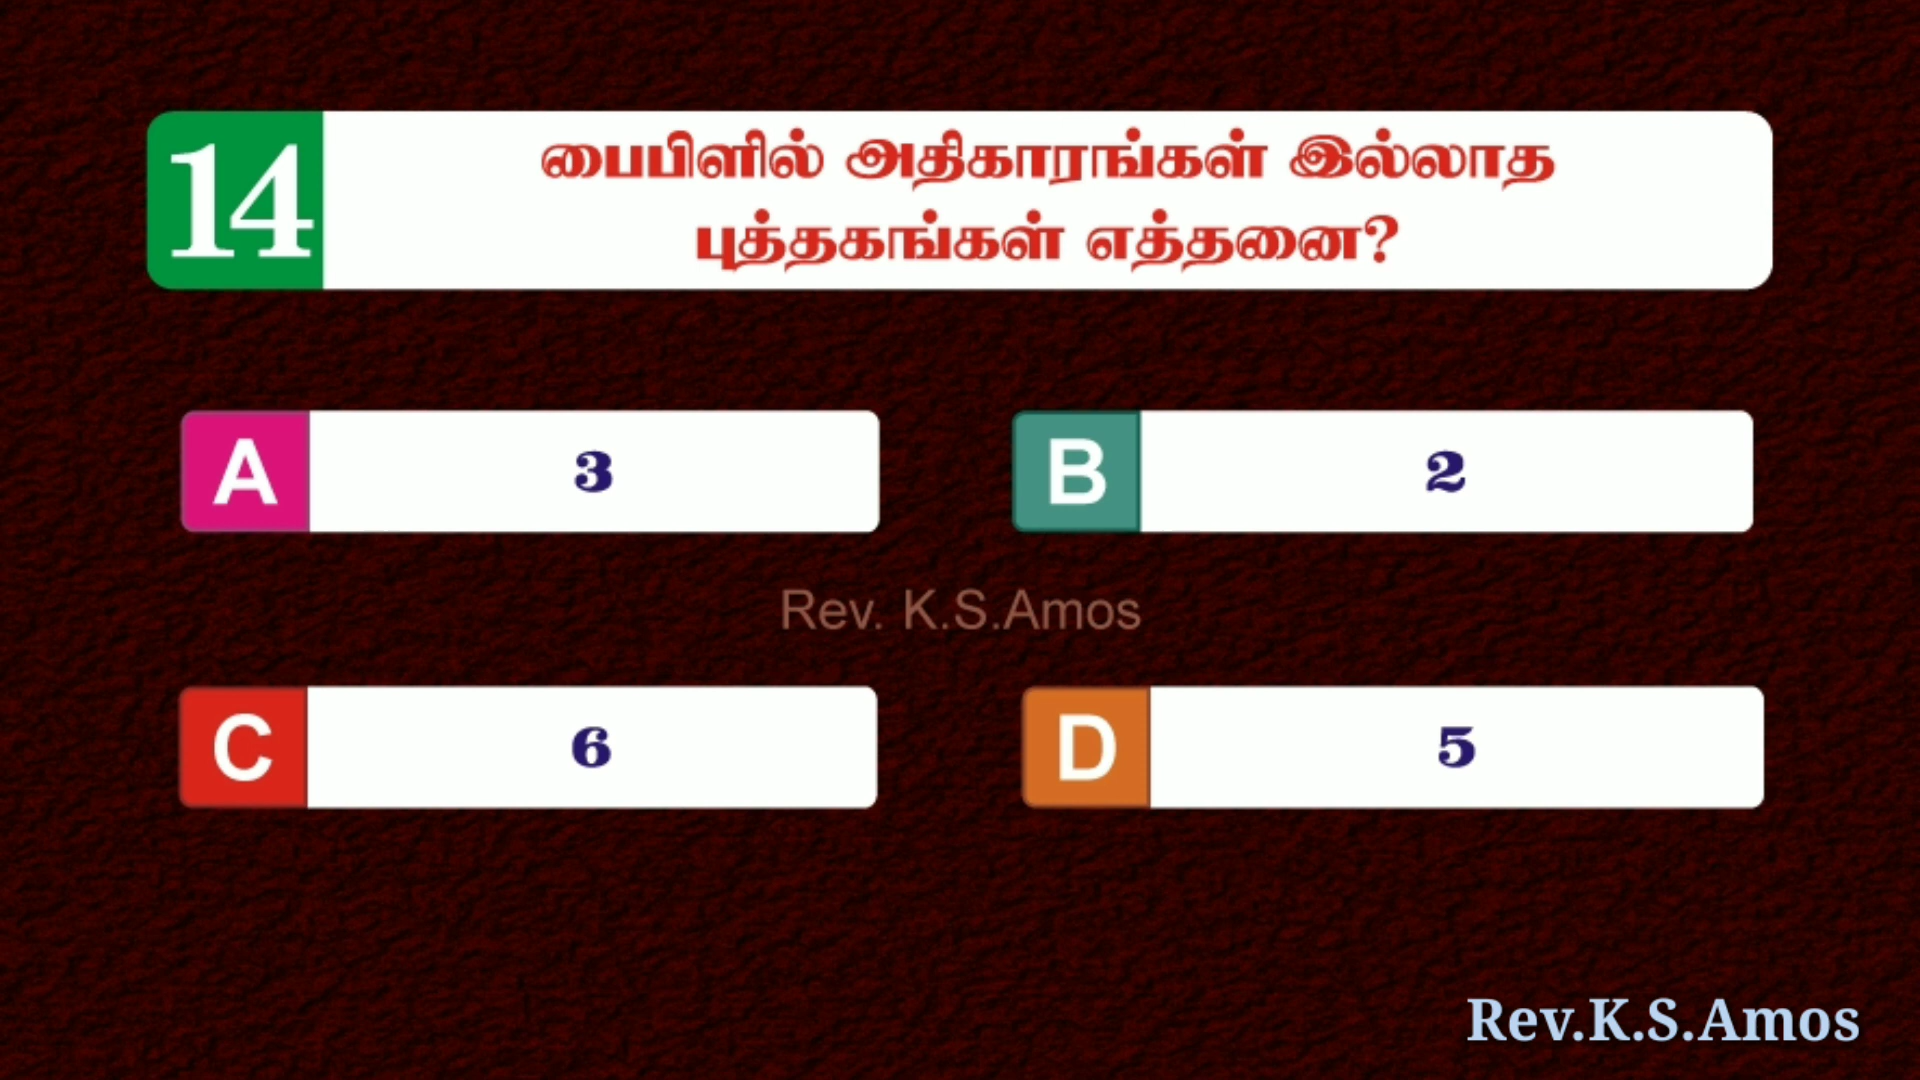 14
பைபிளில் அதிகாரங்கள் இல்லாத
புத்தகங்கள் எத்தனை?
A 3
B 2
Rev. K.S.Amos
C 6
D 5
Rev.K.S.Amos